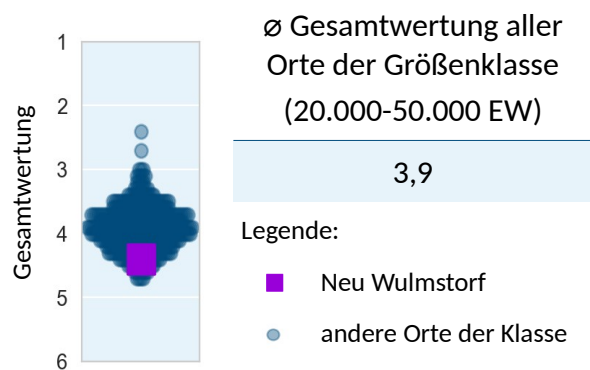 Gesamtwertung
1
2
3
4
5
6
⌀ Gesamtwertung aller
Orte der Größenklasse
(20.000-50.000 EW)
3,9
Legende:
Neu Wulmstorf
andere Orte der Klasse